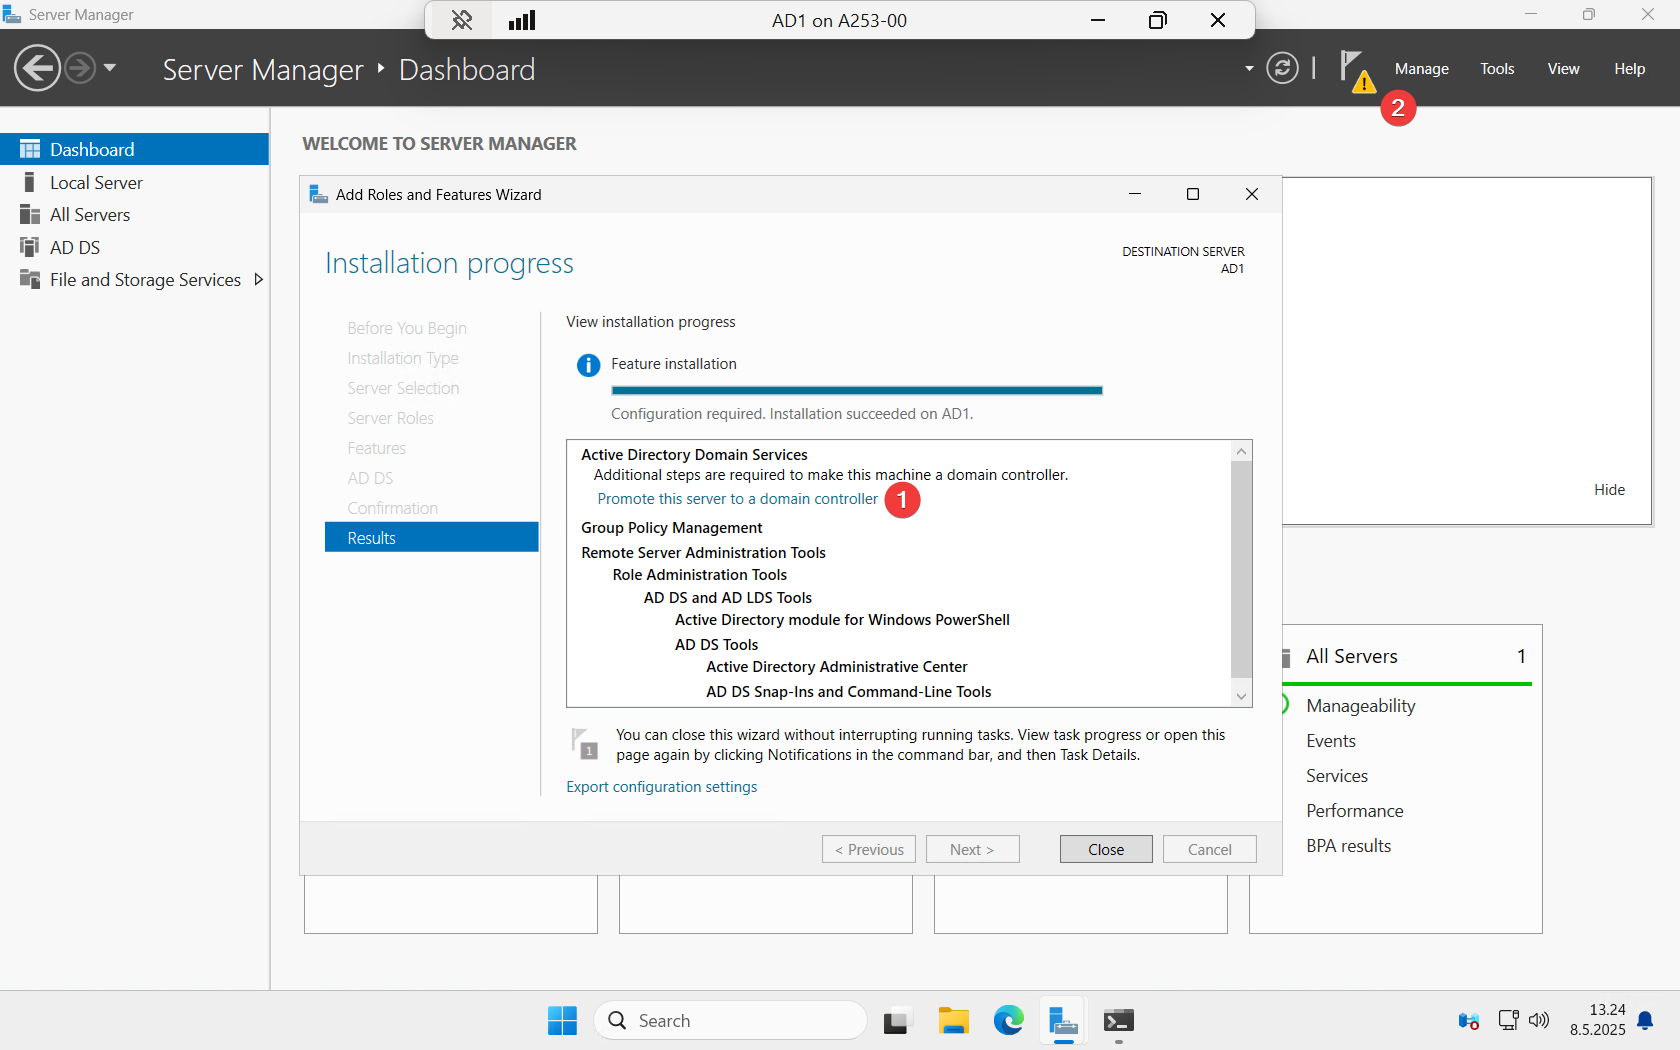 Server Manager
AD1 on A253-00
Server Manager ‣ Dashboard
Manage
Tools
View
Help
2
Dashboard
Local Server
All Servers
AD DS
File and Storage Services
WELCOME TO SERVER MANAGER
Add Roles and Features Wizard
Installation progress
DESTINATION SERVER
AD1
Before You Begin
Installation Type
Server Selection
Server Roles
Features
AD DS
Confirmation
Results
View installation progress
Feature installation
Configuration required. Installation succeeded on AD1.
Active Directory Domain Services
Additional steps are required to make this machine a domain controller.
Promote this server to a domain controller
1
Group Policy Management
Remote Server Administration Tools
Role Administration Tools
AD DS and AD LDS Tools
Active Directory module for Windows PowerShell
AD DS Tools
Active Directory Administrative Center
AD DS Snap-Ins and Command-Line Tools
1
You can close this wizard without interrupting running tasks. View task progress or open this
page again by clicking Notifications in the command bar, and then Task Details.
Export configuration settings
< Previous
Next >
Close
Cancel
Hide
All Servers
1
Manageability
Events
Services
Performance
BPA results
Search
13.24
8.5.2025